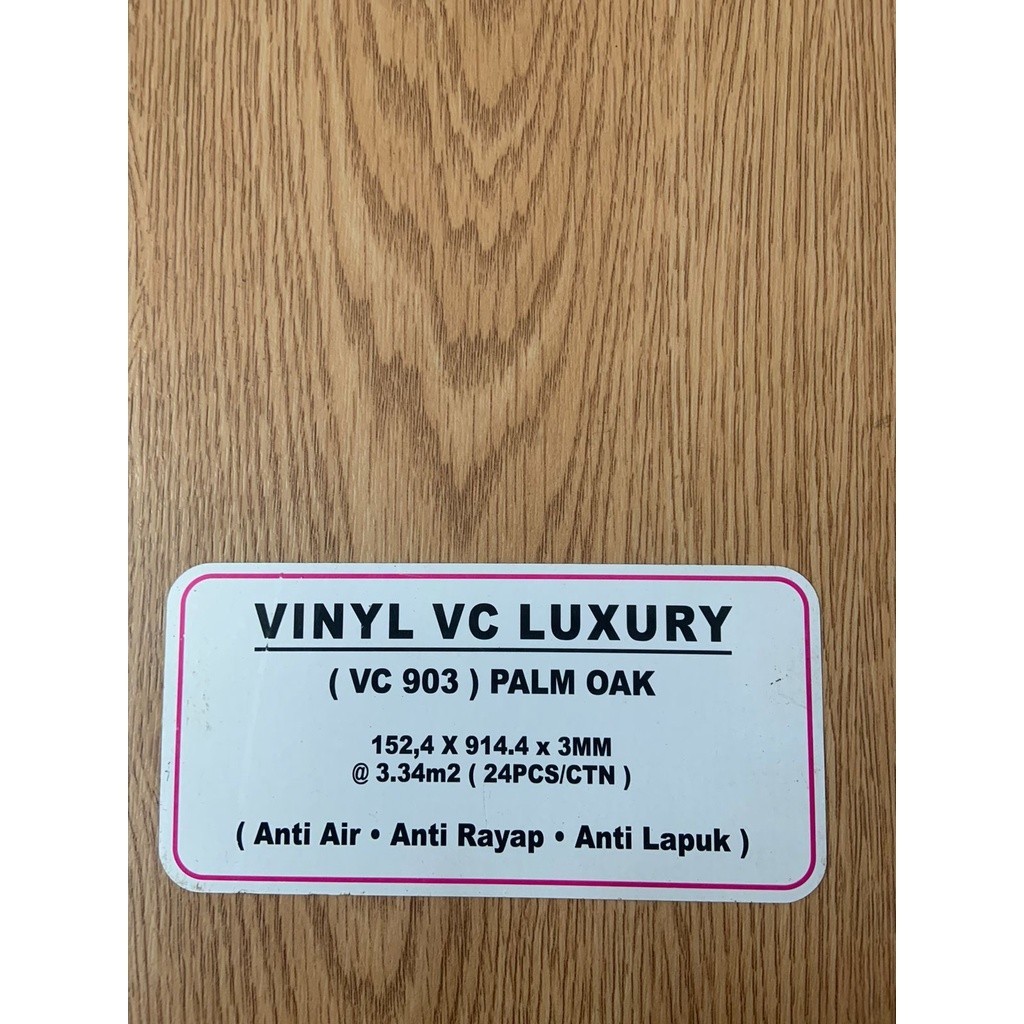 VINYL VC LUXURY
( VC 903 ) PALM OAK
152,4 X 914.4 x 3MM
@ 3.34m2 ( 24PCS/CTN )
( Anti Air • Anti Rayap • Anti Lapuk )